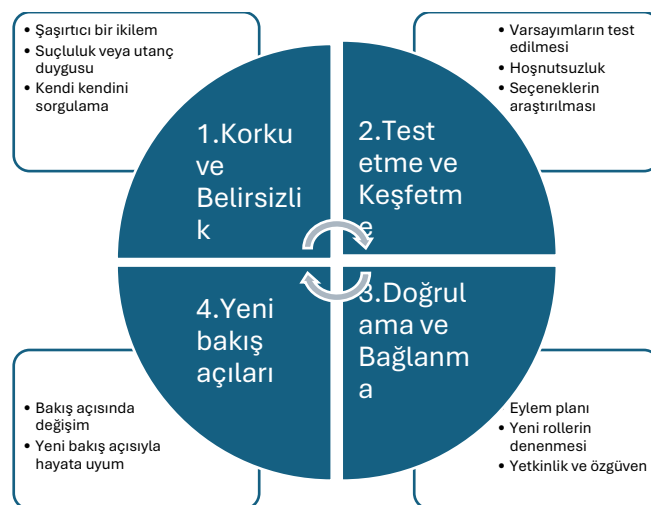 • Şaşırtıcı bir ikilem
• Suçluluk veya utanç
duygusu
• Kendi kendini
sorgulama
• Varsayımların test
edilmesi
• Hoşnutsuzluk
• Seçeneklerin
araştırılması
1.Korku
ve
Belirsizli
k
2.Test
etme ve
Keşfetm
e
4.Yeni
bakış
açıları
3.Doğrul
ama ve
Bağlanm
a
• Bakış açısında
değişim
• Yeni bakış açısıyla
hayata uyum
Eylem planı
• Yeni rollerin
denenmesi
• Yetkinlik ve özgüven